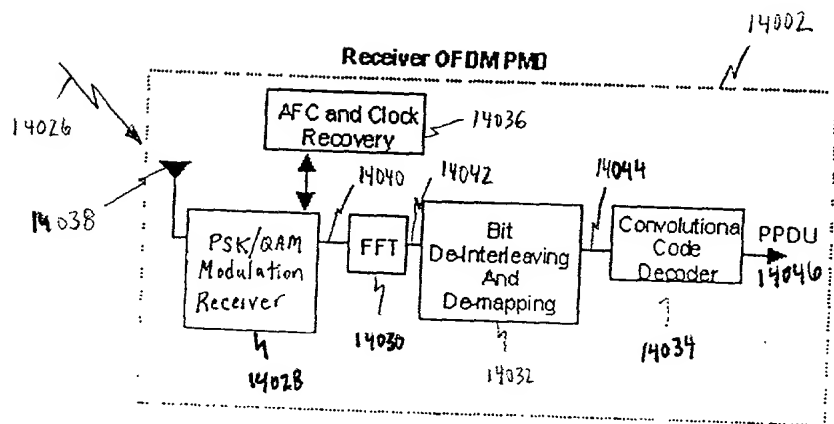 14002
Receiver OFDM PMD
14026
AFC and Clock
Recovery
14036
14038
14040
14042
14044
PSK/QAM
Modulation
Receiver
FFT
Bit
De-Interleaving
And
De-mapping
Convolutional
Code
Decoder
PPDU
14046
14028
14030
14032
14034